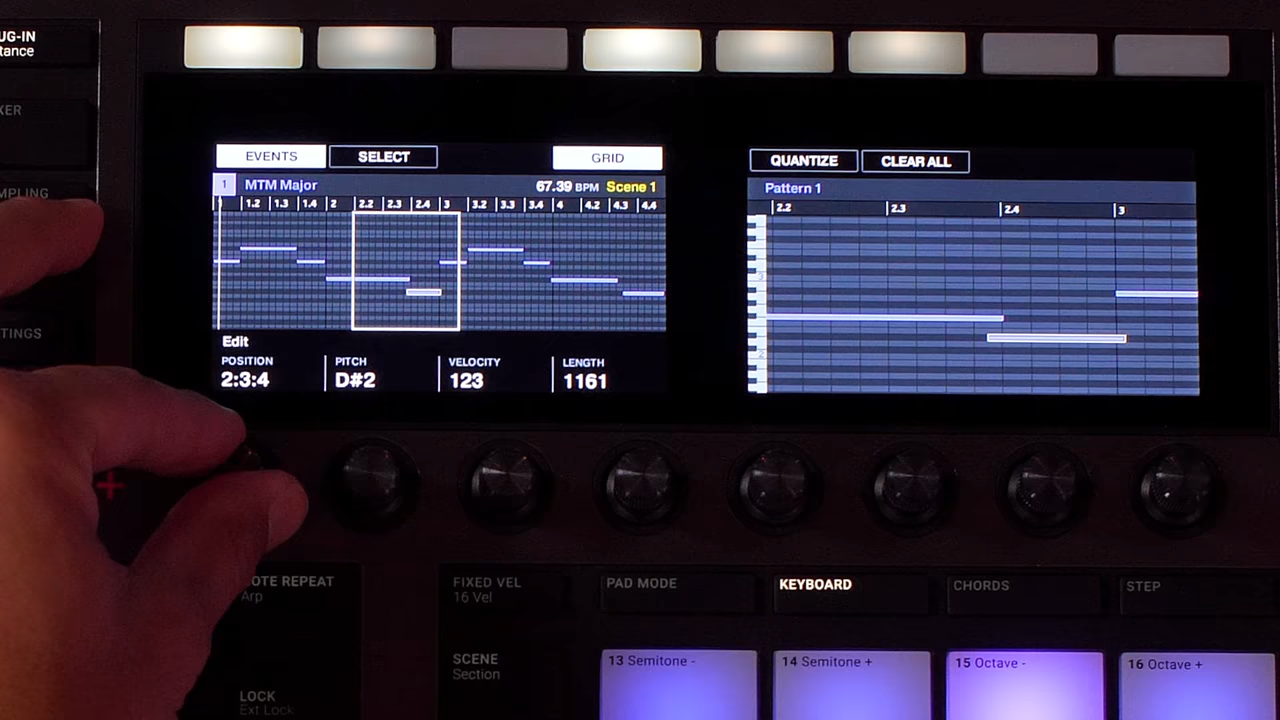 UG-IN
tance
KER
MPLING
TINGS
EVENTS SELECT GRID
1 MTM Major 67.39 BPM Scene 1
1.2 1.3 1.4 2 2.2 2.3 2.4 3 3.2 3.3 3.4 4 4.2 4.3 4.4
Edit
POSITION PITCH VELOCITY LENGTH
2:3:4 D#2 123 1161
QUANTIZE CLEAR ALL
Pattern 1
2.2 2.3 2.4 3
3
2
OTE REPEAT
Arp
LOCK
Ext Lock
FIXED VEL
16 Vel
SCENE
Section
PAD MODE KEYBOARD CHORDS STEP
13 Semitone - 14 Semitone + 15 Octave - 16 Octave +